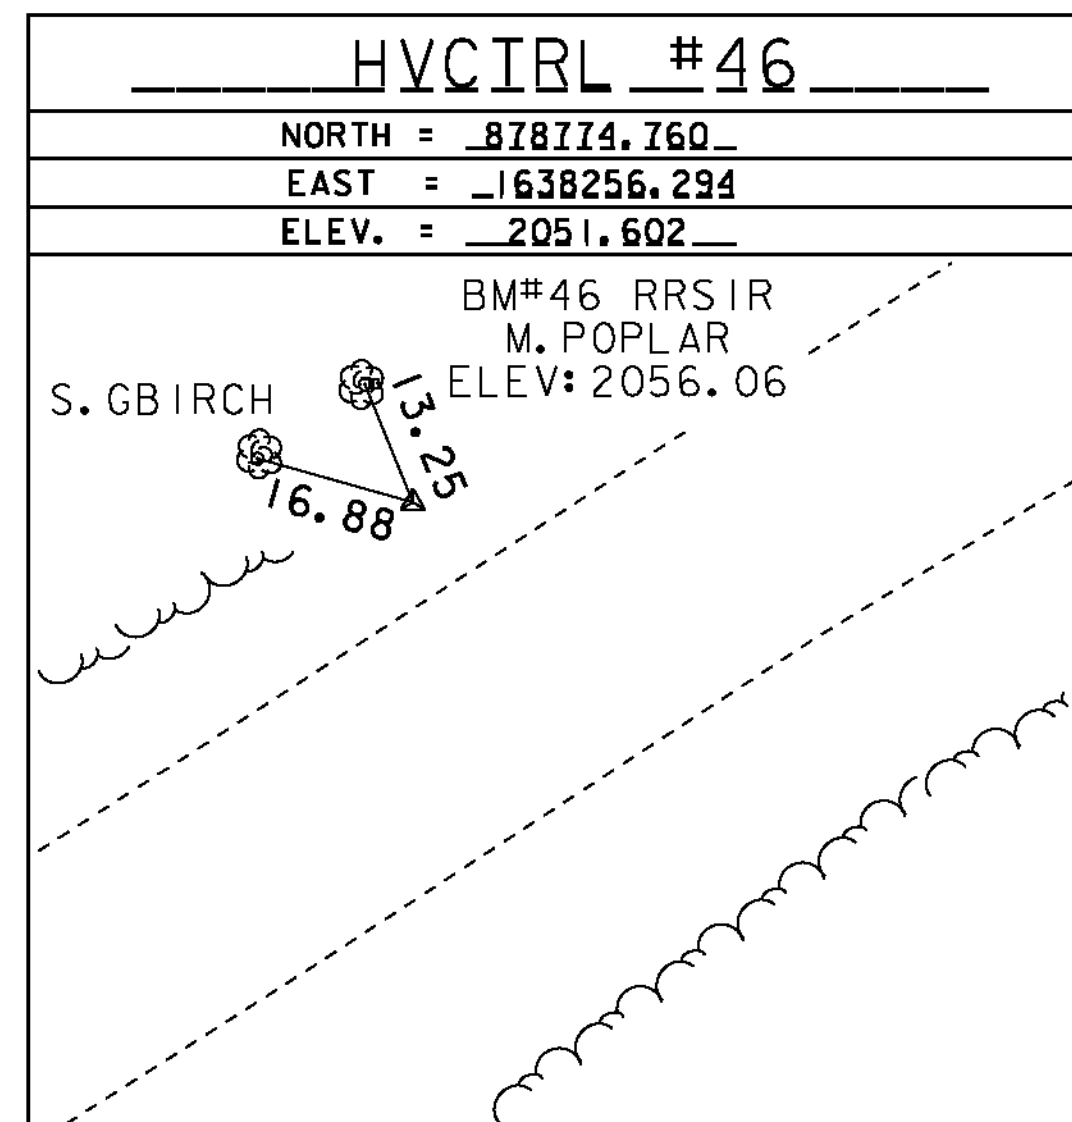 HVCTRL #46
NORTH = 878774.760
EAST = 1638256.294
ELEV. = 2051.602
BM#46 RRSIR
M. POPLAR
ELEV: 2056.06
S. GBIRCH
13.25
16.88